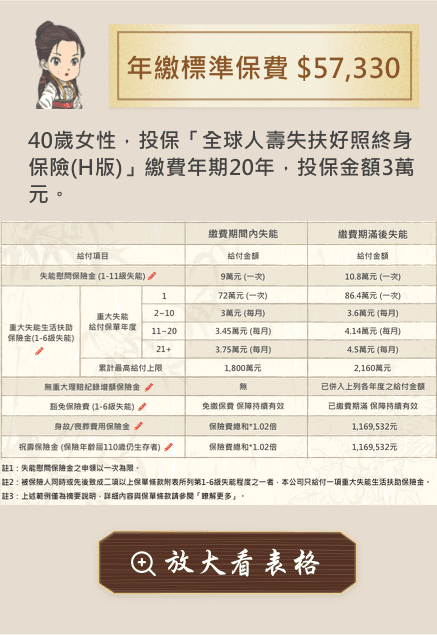 年繳標準保費 $57,330
40歲女性，投保「全球人壽失扶好照終身
保險(H版)」繳費年期20年，投保金額3萬
元。
繳費期間內失能 繳費期滿後失能
給付項目 給付金額 給付金額
失能慰問保險金 (1-11級失能) 9萬元 (一次) 10.8萬元 (一次)
重大失能生活扶助
保險金(1-6級失能)
重大失能
給付保單年度
1 72萬元 (一次) 86.4萬元 (一次)
2~10 3萬元 (每月) 3.6萬元 (每月)
11~20 3.45萬元 (每月) 4.14萬元 (每月)
21+ 3.75萬元 (每月) 4.5萬元 (每月)
累計最高給付上限 1,800萬元 2,160萬元
無重大理賠紀錄增額保險金 無 已併入上列各年度之給付金額
豁免保險費 (1-6級失能) 免繳保費 保障持續有效 已繳費期滿 保障持續有效
身故/喪葬費用保險金 保險費總和*1.02倍 1,169,532元
祝壽保險金 (保險年齡屆110歲仍生存者) 保險費總和*1.02倍 1,169,532元
註1：失能慰問保險金之申領以一次為限。
註2：被保險人同時或先後致成二項以上保單條款附表所列第1-6級失能程度之一者，本公司只給付一項重大失能生活扶助保險金。
註3：上述範例僅為摘要說明，詳細內容與保單條款請參閱「瞭解更多」。
放大看表格